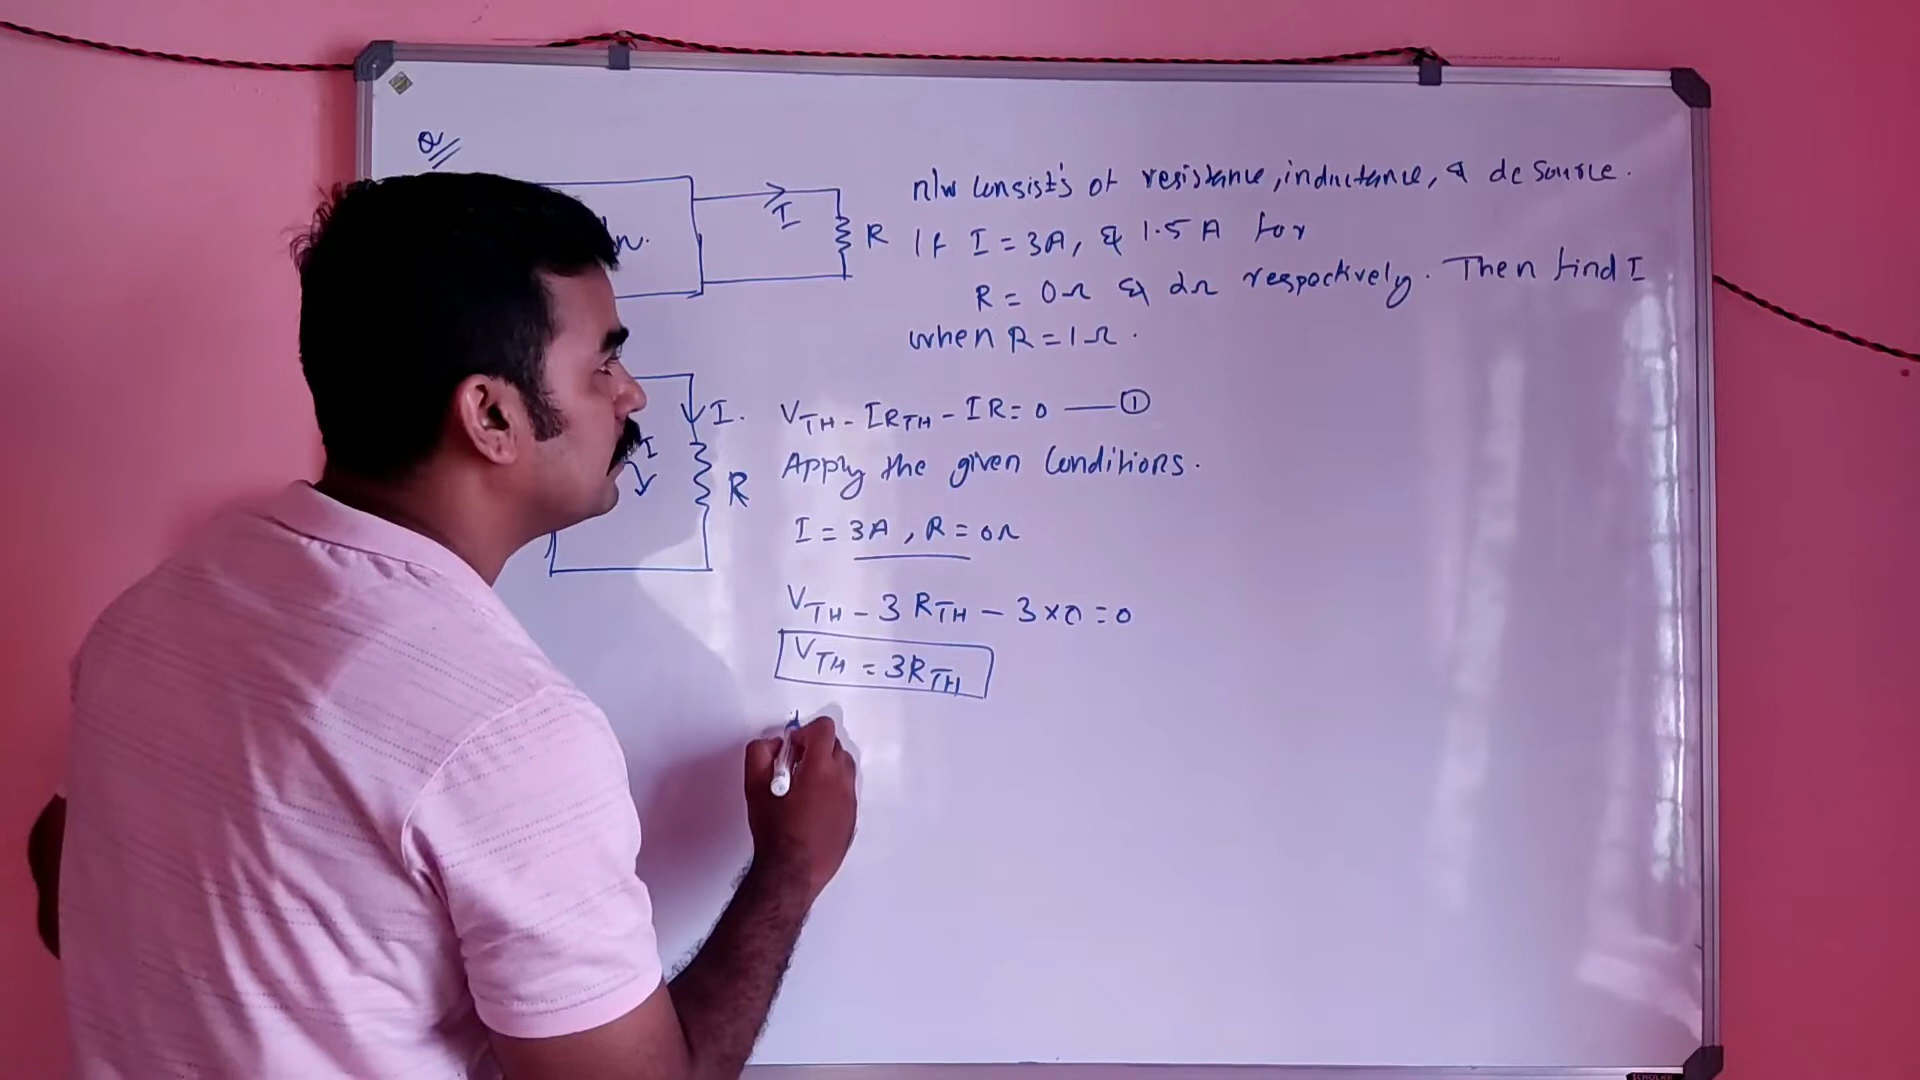 Q
n.
I
R
n/w consists of resistance, inductance, & dc source.
If I = 3A, & 1.5 A for
R = 0Ω & 2Ω respectively. Then find I
when R = 1Ω.
I.
I
R
VTH - IRTH - IR = 0 — ①
Apply the given Conditions.
I = 3A, R = 0Ω
VTH - 3 RTH - 3 × 0 = 0
VTH = 3RTH